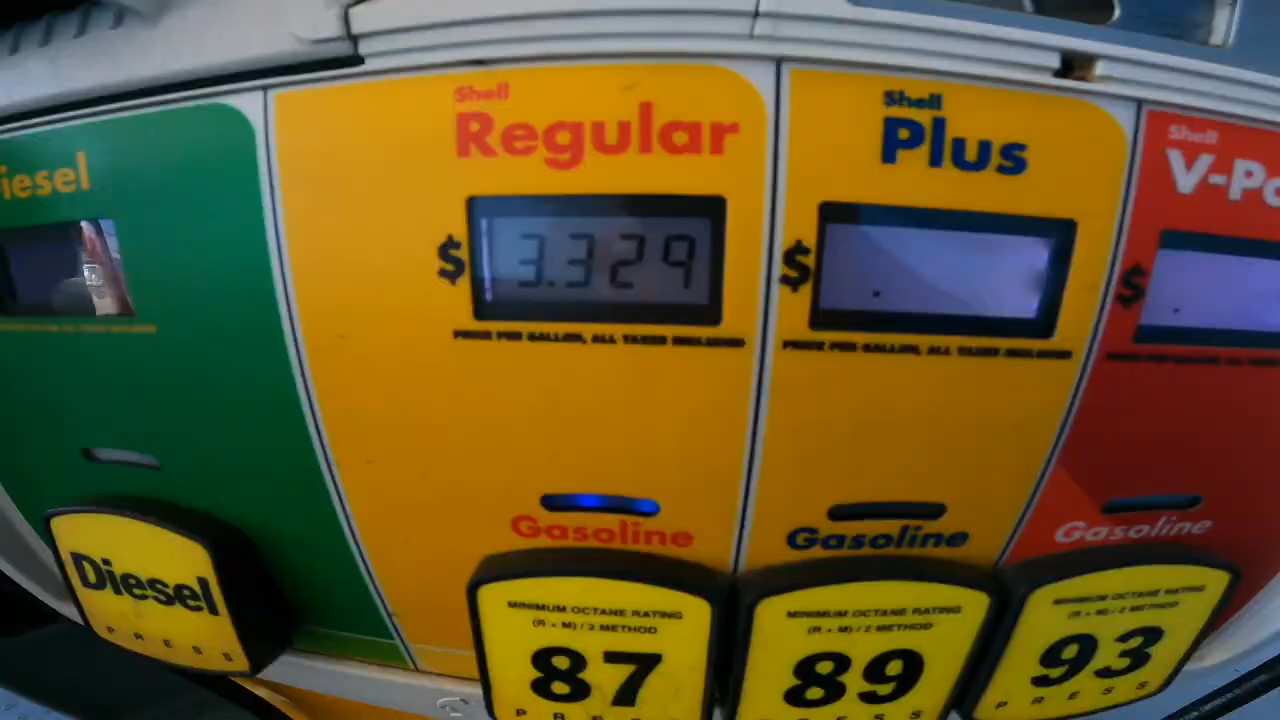 iesel
Diesel
PRESS
Shell
Regular
$ 3.329
PRICE PER GALLON, ALL TAXES INCLUDED
Gasoline
MINIMUM OCTANE RATING
(R + M) / 2 METHOD
87
PRESS
Shell
Plus
$
PRICE PER GALLON, ALL TAXES INCLUDED
Gasoline
MINIMUM OCTANE RATING
(R + M) / 2 METHOD
89
PRESS
Shell
V-Po
$
Gasoline
MINIMUM OCTANE RATING
(R + M) / 2 METHOD
93
PRESS